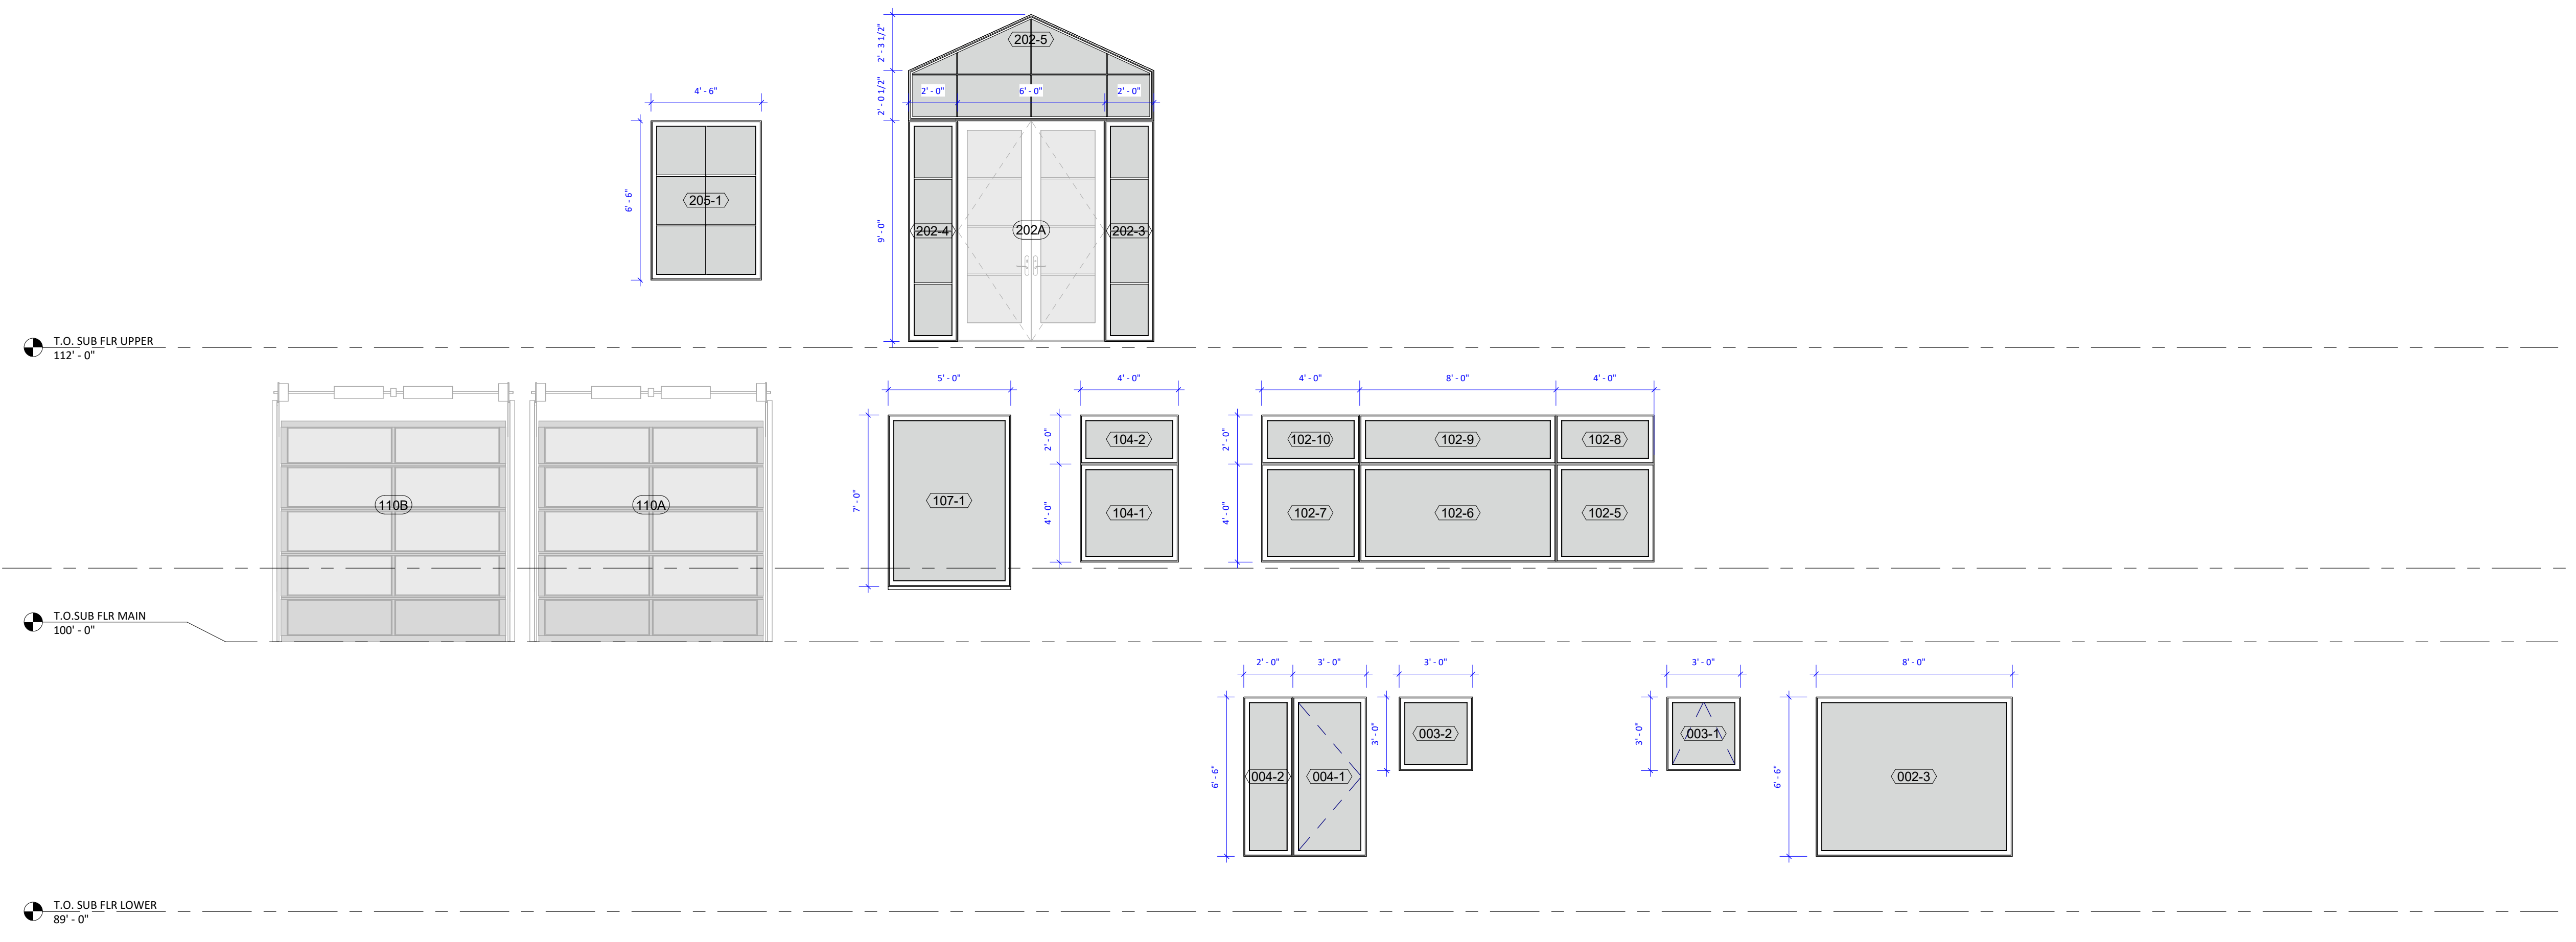 2' - 3 1/2"
202-5
2' - 0 1/2"
2' - 0"
6' - 0"
2' - 0"
4' - 6"
6' - 6"
205-1
9' - 0"
202-4
202A
202-3
T.O. SUB FLR UPPER
112' - 0"
5' - 0"
4' - 0"
4' - 0"
8' - 0"
4' - 0"
2' - 0"
104-2
2' - 0"
102-10
102-9
102-8
110B
110A
7' - 0"
107-1
4' - 0"
104-1
4' - 0"
102-7
102-6
102-5
T.O.SUB FLR MAIN
100' - 0"
2' - 0"
3' - 0"
3' - 0"
3' - 0"
8' - 0"
3' - 0"
003-2
3' - 0"
003-1
6' - 6"
004-2
004-1
6' - 6"
002-3
T.O. SUB FLR LOWER
89' - 0"